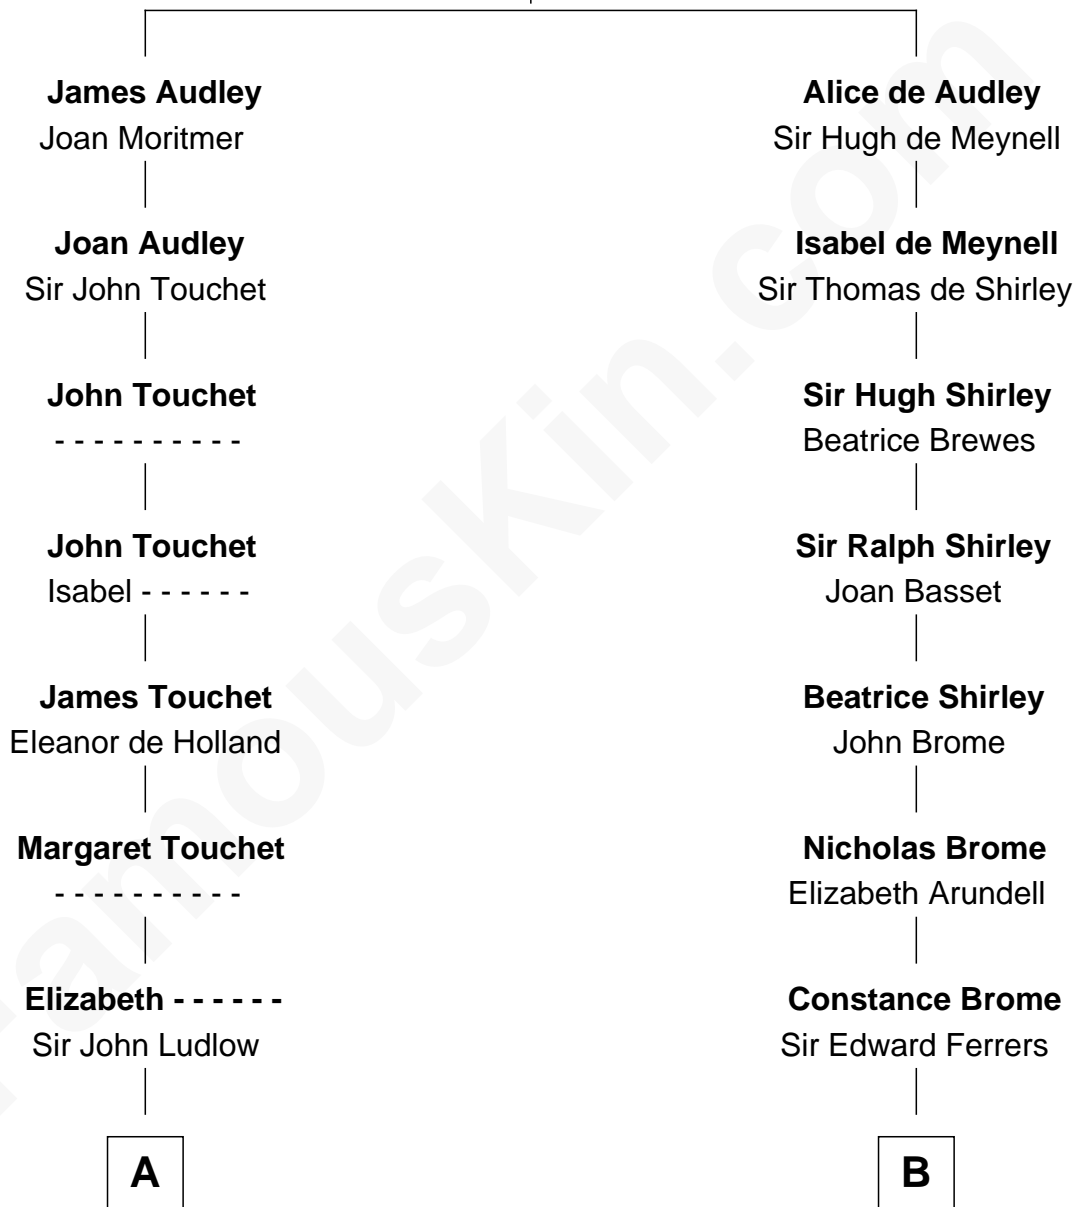 James Audley
Joan Moritmer
Joan Audley
Sir John Touchet
John Touchet
- - - - - - - - - -
John Touchet
Isabel - - - - - -
James Touchet
Eleanor de Holland
Margaret Touchet
- - - - - - - - - -
Elizabeth - - - - - -
Sir John Ludlow
A
Alice de Audley
Sir Hugh de Meynell
Isabel de Meynell
Sir Thomas de Shirley
Sir Hugh Shirley
Beatrice Brewes
Sir Ralph Shirley
Joan Basset
Beatrice Shirley
John Brome
Nicholas Brome
Elizabeth Arundell
Constance Brome
Sir Edward Ferrers
B
FamousKin.com